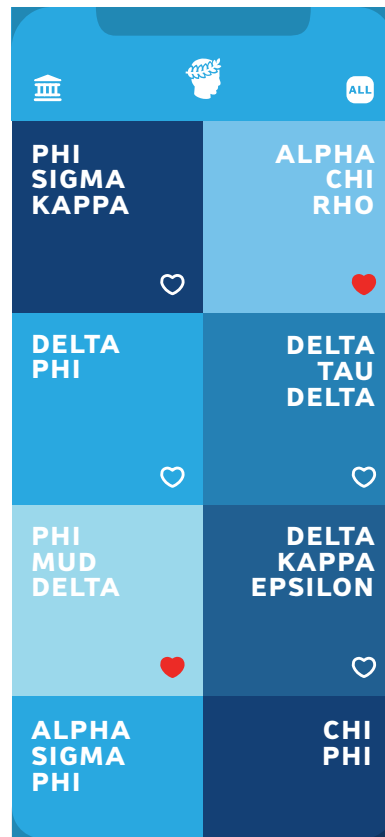 ALL
PHI
SIGMA
KAPPA
ALPHA
CHI
RHO
DELTA
PHI
DELTA
TAU
DELTA
PHI
MUD
DELTA
DELTA
KAPPA
EPSILON
ALPHA
SIGMA
PHI
CHI
PHI